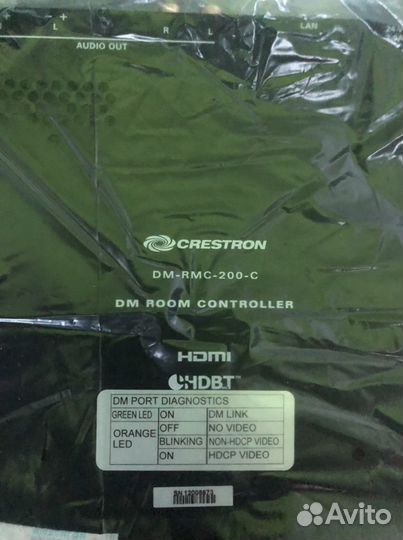 + L + R L LAN
AUDIO OUT
CRESTRON
DM-RMC-200-C
DM ROOM CONTROLLER
HDMI
HDBT™
DM PORT DIAGNOSTICS
GREEN LED ON DM LINK
ORANGE LED OFF NO VIDEO
BLINKING NON-HDCP VIDEO
ON HDCP VIDEO
Avito